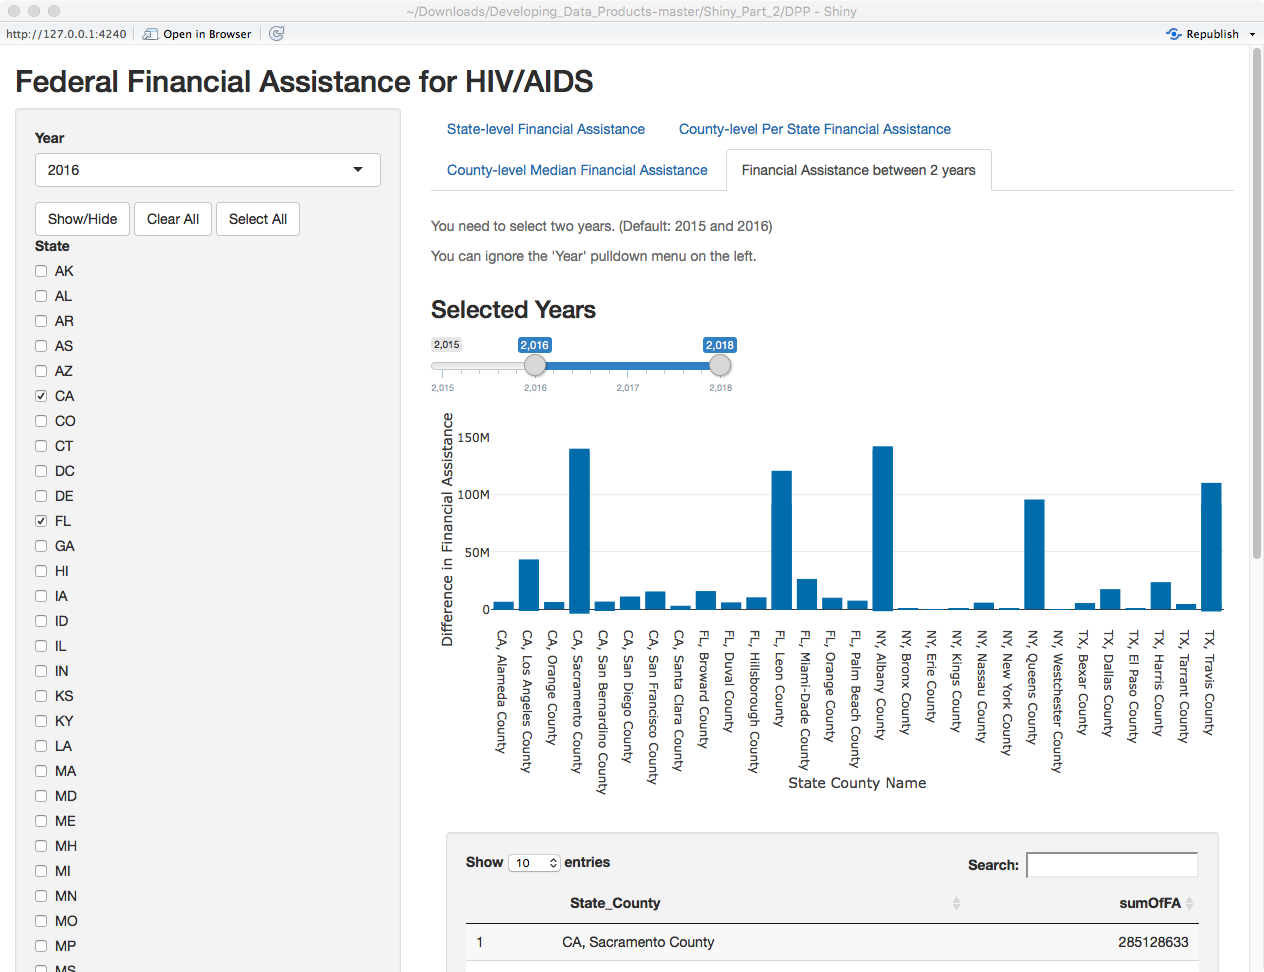 ~/Downloads/Developing_Data_Products-master/Shiny_Part_2/DPP - Shiny
http://127.0.0.1:4240 Open in Browser Republish
Federal Financial Assistance for HIV/AIDS
Year
2016
Show/Hide Clear All Select All
State
AK
AL
AR
AS
AZ
CA
CO
CT
DC
DE
FL
GA
HI
IA
ID
IL
IN
KS
KY
LA
MA
MD
ME
MH
MI
MN
MO
MP
MS
State-level Financial Assistance County-level Per State Financial Assistance
County-level Median Financial Assistance Financial Assistance between 2 years
You need to select two years. (Default: 2015 and 2016)
You can ignore the 'Year' pulldown menu on the left.
Selected Years
2,015 2,016 2,018
2,015 2,016 2,017 2,018
Difference in Financial Assistance
150M
100M
50M
0
CA, Alameda County
CA, Los Angeles County
CA, Orange County
CA, Sacramento County
CA, San Bernardino County
CA, San Diego County
CA, San Francisco County
CA, Santa Clara County
FL, Broward County
FL, Duval County
FL, Hillsborough County
FL, Leon County
FL, Miami-Dade County
FL, Orange County
FL, Palm Beach County
NY, Albany County
NY, Bronx County
NY, Erie County
NY, Kings County
NY, Nassau County
NY, New York County
NY, Queens County
NY, Westchester County
TX, Bexar County
TX, Dallas County
TX, El Paso County
TX, Harris County
TX, Tarrant County
TX, Travis County
State County Name
Show 10 entries Search:
State_County sumOfFA
1 CA, Sacramento County 285128633